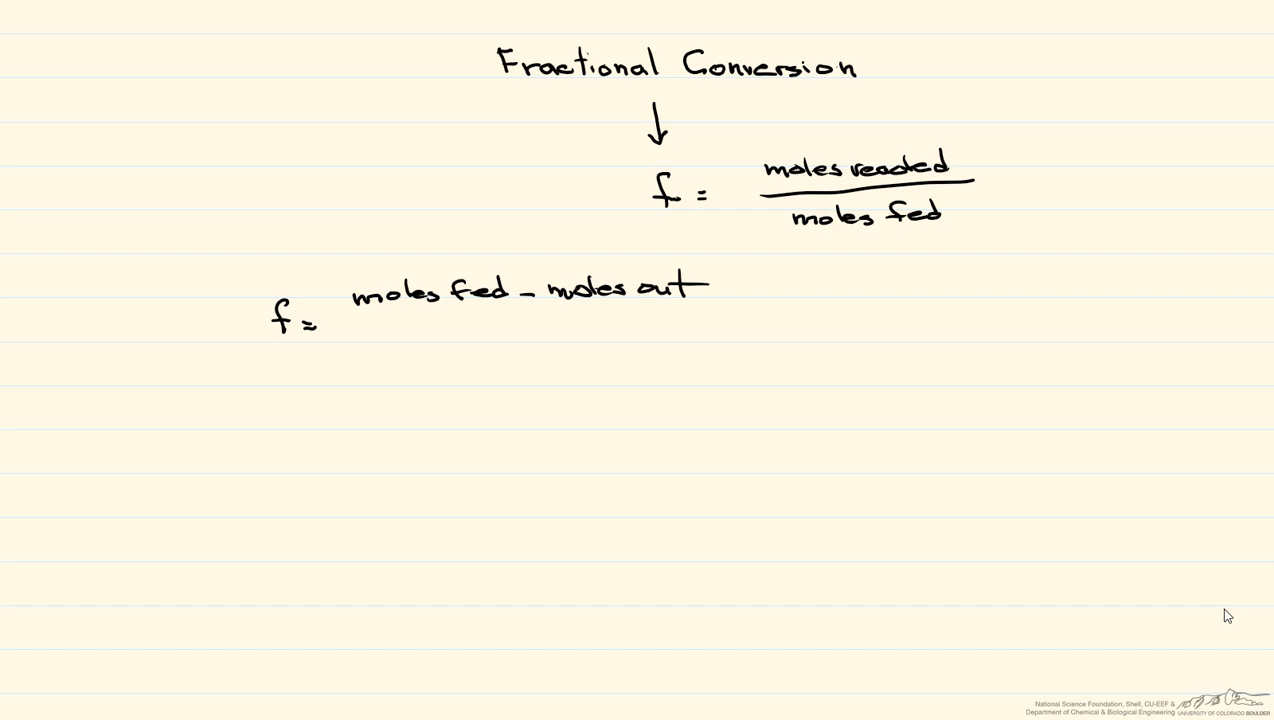 Fractional Conversion
↓
f = moles reacted
moles fed
f = moles fed - moles out
National Science Foundation, Shell, CU-EEF &
Department of Chemical & Biological Engineering UNIVERSITY OF COLORADO BOULDER